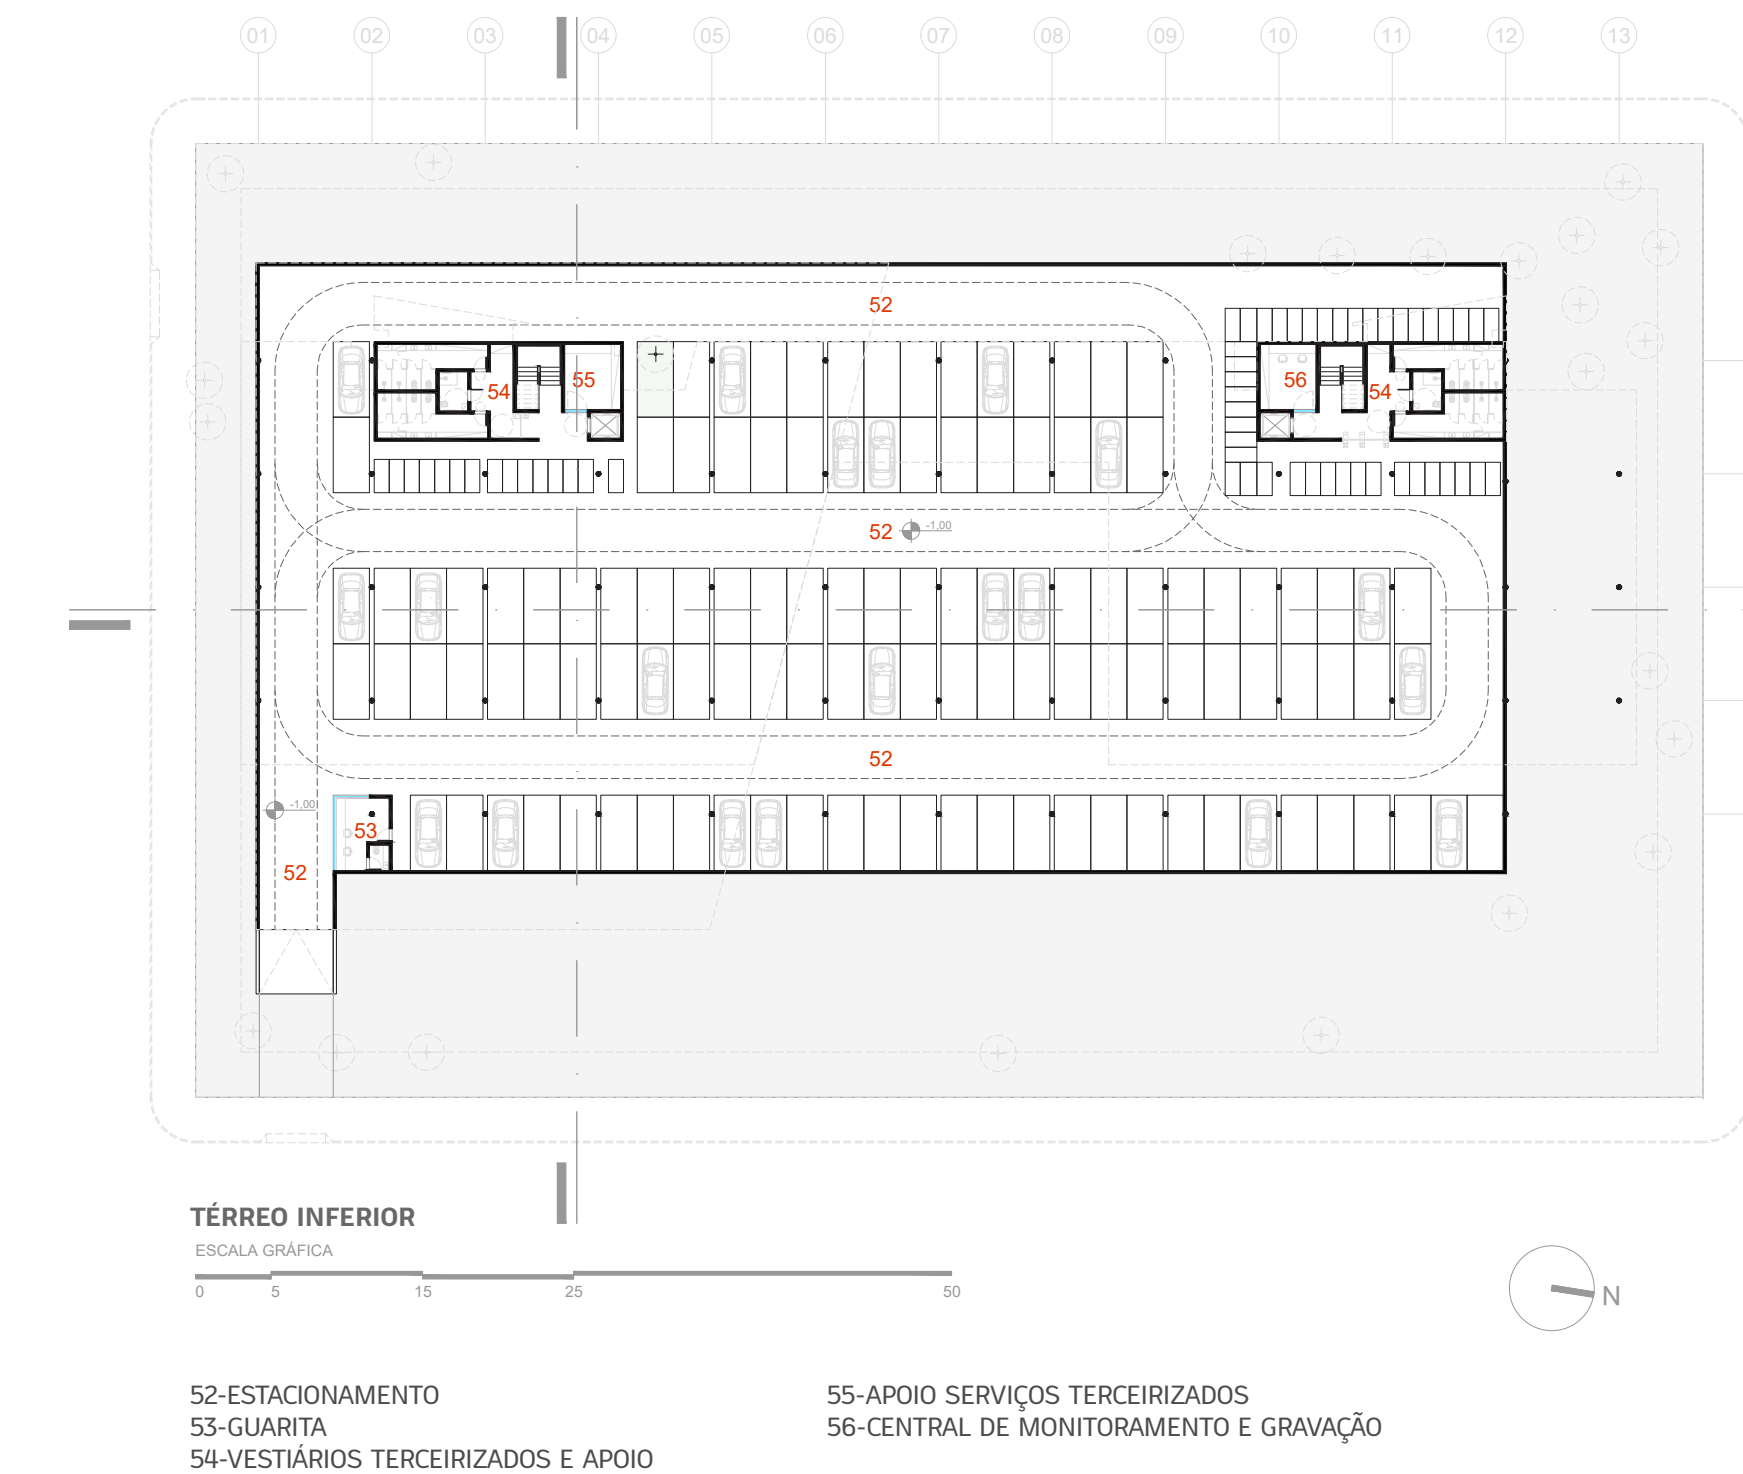 01 02 03 04 05 06 07 08 09 10 11 12 13
52
54 55 56 54
52 -1,00
52
-1,00
53
52
TÉRREO INFERIOR
ESCALA GRÁFICA
0 5 15 25 50
N
52-ESTACIONAMENTO
53-GUARITA
54-VESTIÁRIOS TERCEIRIZADOS E APOIO
55-APOIO SERVIÇOS TERCEIRIZADOS
56-CENTRAL DE MONITORAMENTO E GRAVAÇÃO